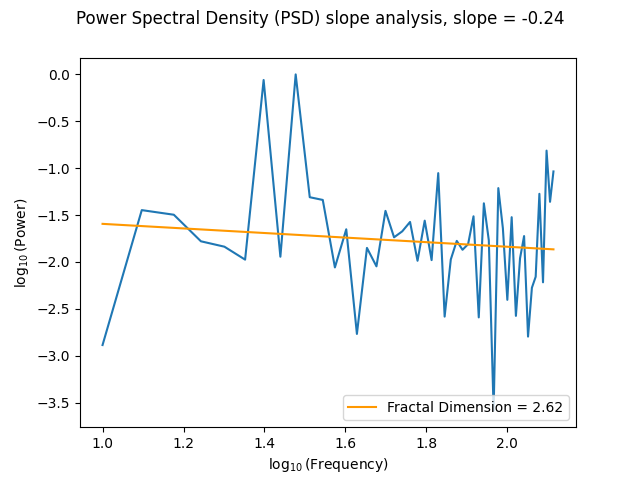 Power Spectral Density (PSD) slope analysis, slope = -0.24
0.0
−0.5
−1.0
−1.5
−2.0
−2.5
−3.0
−3.5
log₁₀(Power)
Fractal Dimension = 2.62
1.0 1.2 1.4 1.6 1.8 2.0
log₁₀(Frequency)